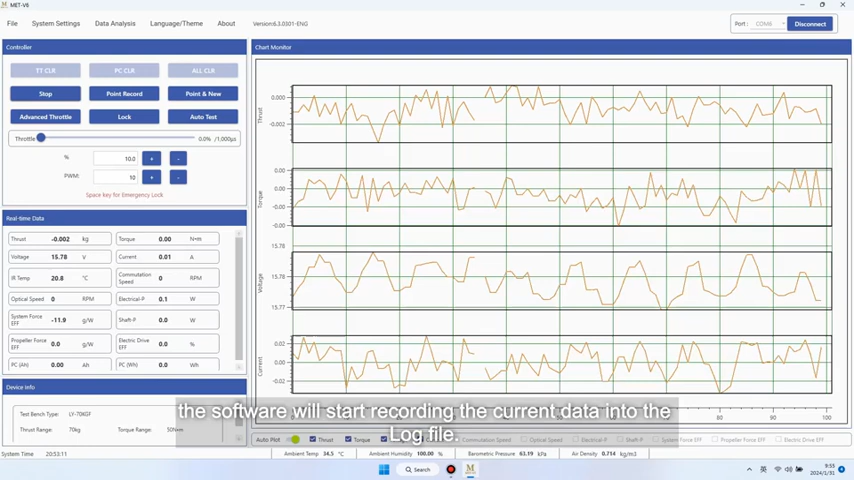 MET-V6
File System Settings Data Analysis Language/Theme About Version:6.3.0301-ENG
Port : COM6 Disconnect
Controller
TT CLR PC CLR ALL CLR
Stop Point Record Point & New
Advanced Throttle Lock Auto Test
Throttle 0.0% /1,000μs
% 10.0 + -
PWM: 10 + -
Space key for Emergency Lock
Real-time Data
Thrust -0.002 kg Torque 0.00 N•m
Voltage 15.78 V Current 0.01 A
IR Temp 20.8 °C Commutation Speed 0 RPM
Optical Speed 0 RPM Electrical-P 0.1 W
System Force EFF -11.9 g/W Shaft-P 0.0 W
Propeller Force EFF 0.0 g/W Electric Drive EFF 0.0 %
PC (Ah) 0.00 Ah PC (Wh) 0.0 Wh
Device Info
Test Bench Type: LY-70KGF
Thrust Range: 70kg Torque Range: 50N•m
Chart Monitor
Thrust
0.000
-0.002
Torque
0.00
-0.00
-0.00
15.78
Voltage
15.78
15.77
Current
0.02
0.00
-0.02
70 80 90 100
the software will start recording the current data into the
Log file.
Auto Plot Thrust Torque Commutation Speed Optical Speed Electrical-P Shaft-P System Force EFF Propeller Force EFF Electric Drive EFF
System Time 20:53:11 Ambient Temp 34.5 °C Ambient Humidity 100.00 % Barometric Pressure 63.19 kPa Air Density 0.714 kg/m3
Search
英
9:55
2024/1/31